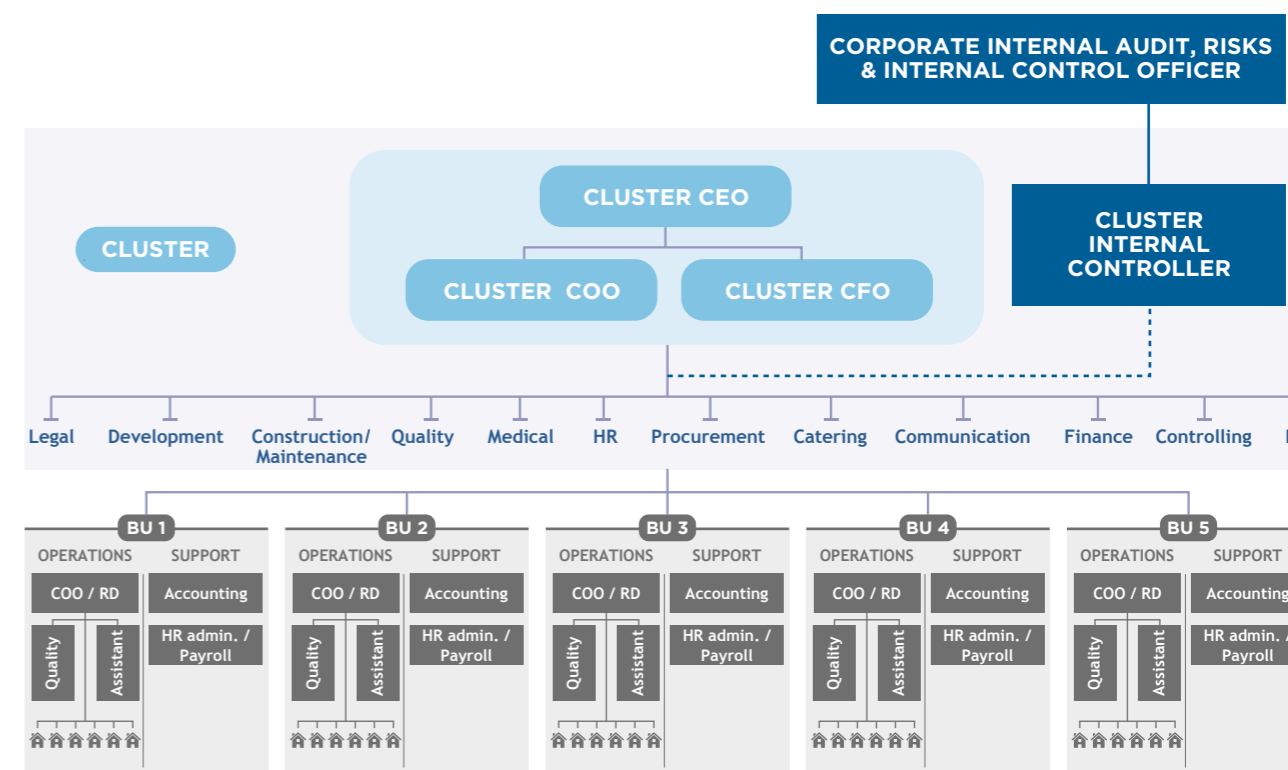 CORPORATE INTERNAL AUDIT, RISKS
& INTERNAL CONTROL OFFICER
CLUSTER
CLUSTER CEO
CLUSTER COO
CLUSTER CFO
CLUSTER
INTERNAL
CONTROLLER
Legal
Development
Construction/
Maintenance
Quality
Medical
HR
Procurement
Catering
Communication
Finance
Controlling
BU 1
OPERATIONS
SUPPORT
COO / RD
Accounting
Quality
Assistant
HR admin. /
Payroll
BU 2
OPERATIONS
SUPPORT
COO / RD
Accounting
Quality
Assistant
HR admin. /
Payroll
BU 3
OPERATIONS
SUPPORT
COO / RD
Accounting
Quality
Assistant
HR admin. /
Payroll
BU 4
OPERATIONS
SUPPORT
COO / RD
Accounting
Quality
Assistant
HR admin. /
Payroll
BU 5
OPERATIONS
SUPPORT
COO / RD
Accounting
Quality
Assistant
HR admin. /
Payroll